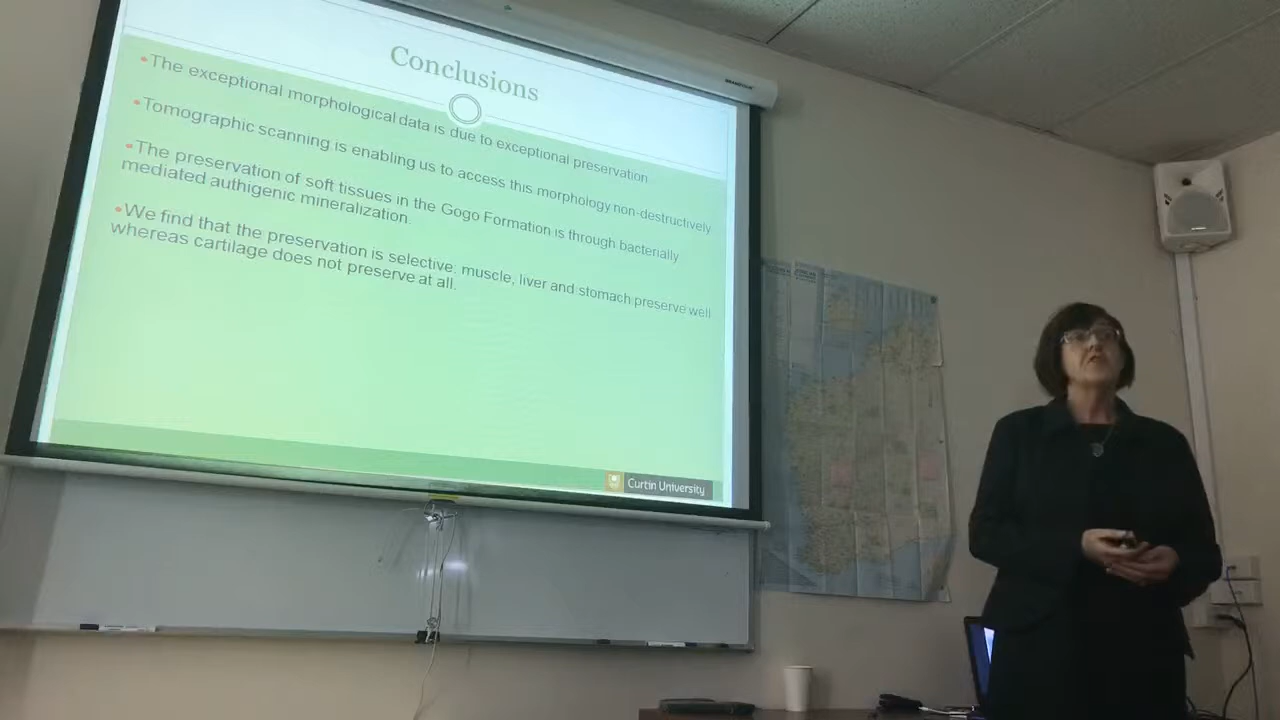 Conclusions
•The exceptional morphological data is due to exceptional preservation
•Tomographic scanning is enabling us to access this morphology non-destructively
•The preservation of soft tissues in the Gogo Formation is through bacterially
mediated authigenic mineralization.
•We find that the preservation is selective: muscle, liver and stomach preserve well
whereas cartilage does not preserve at all.
Curtin University